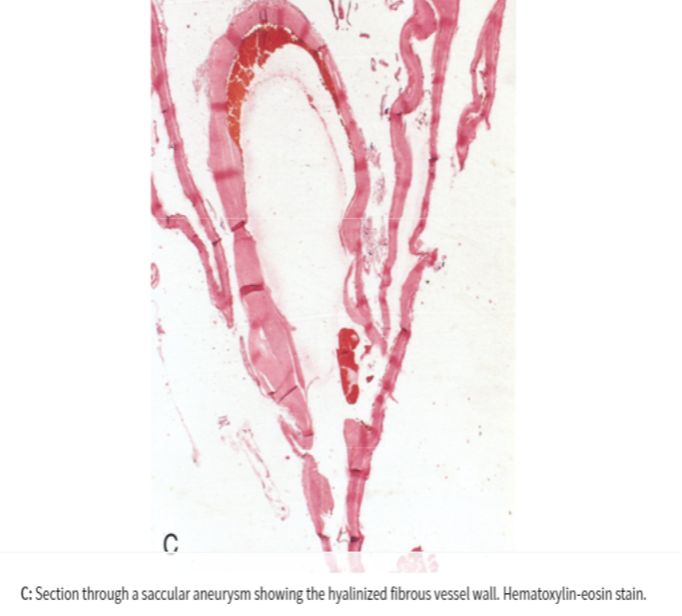 C
C: Section through a saccular aneurysm showing the hyalinized fibrous vessel wall. Hematoxylin-eosin stain.